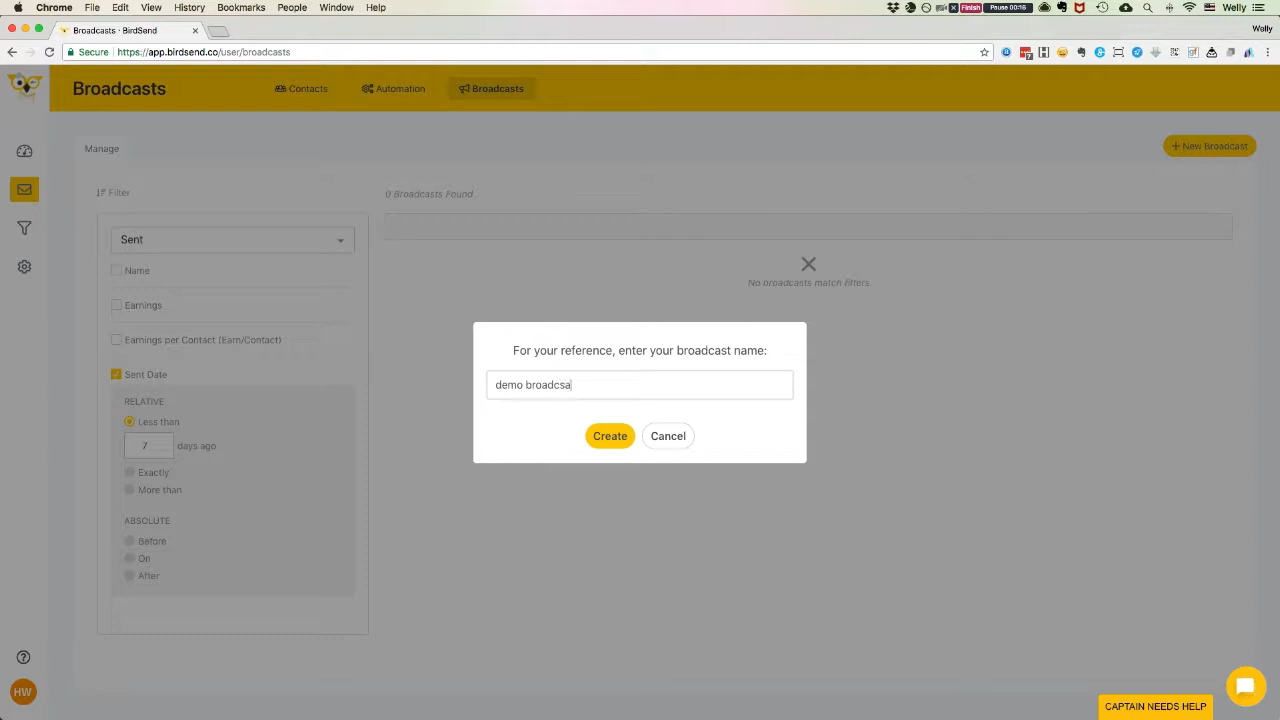 Chrome File Edit View History Bookmarks People Window Help Finish Pause 00:16 Welly
Broadcasts · BirdSend Welly
Secure https://app.birdsend.co/user/broadcasts
Broadcasts Contacts Automation Broadcasts
Manage + New Broadcast
Filter 0 Broadcasts Found
Sent
Name
No broadcasts match filters.
Earnings
Earnings per Contact (Earn/Contact)
For your reference, enter your broadcast name:
Sent Date
demo broadcsa
RELATIVE
Less than
7 days ago
Create Cancel
Exactly
More than
ABSOLUTE
Before
On
After
HW
CAPTAIN NEEDS HELP